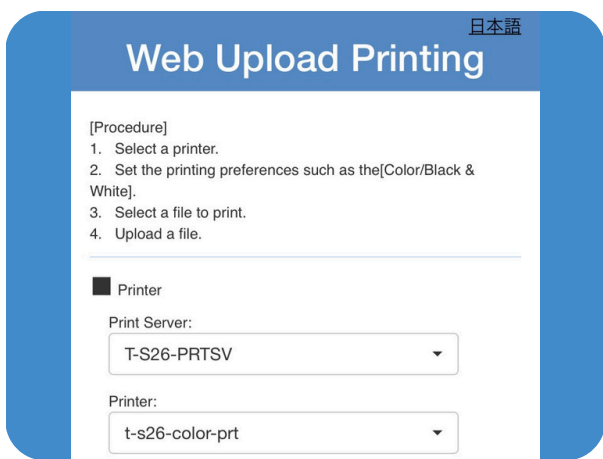 日本語
Web Upload Printing
[Procedure]
1. Select a printer.
2. Set the printing preferences such as the[Color/Black &
White].
3. Select a file to print.
4. Upload a file.
■ Printer
Print Server:
T-S26-PRTSV
Printer:
t-s26-color-prt